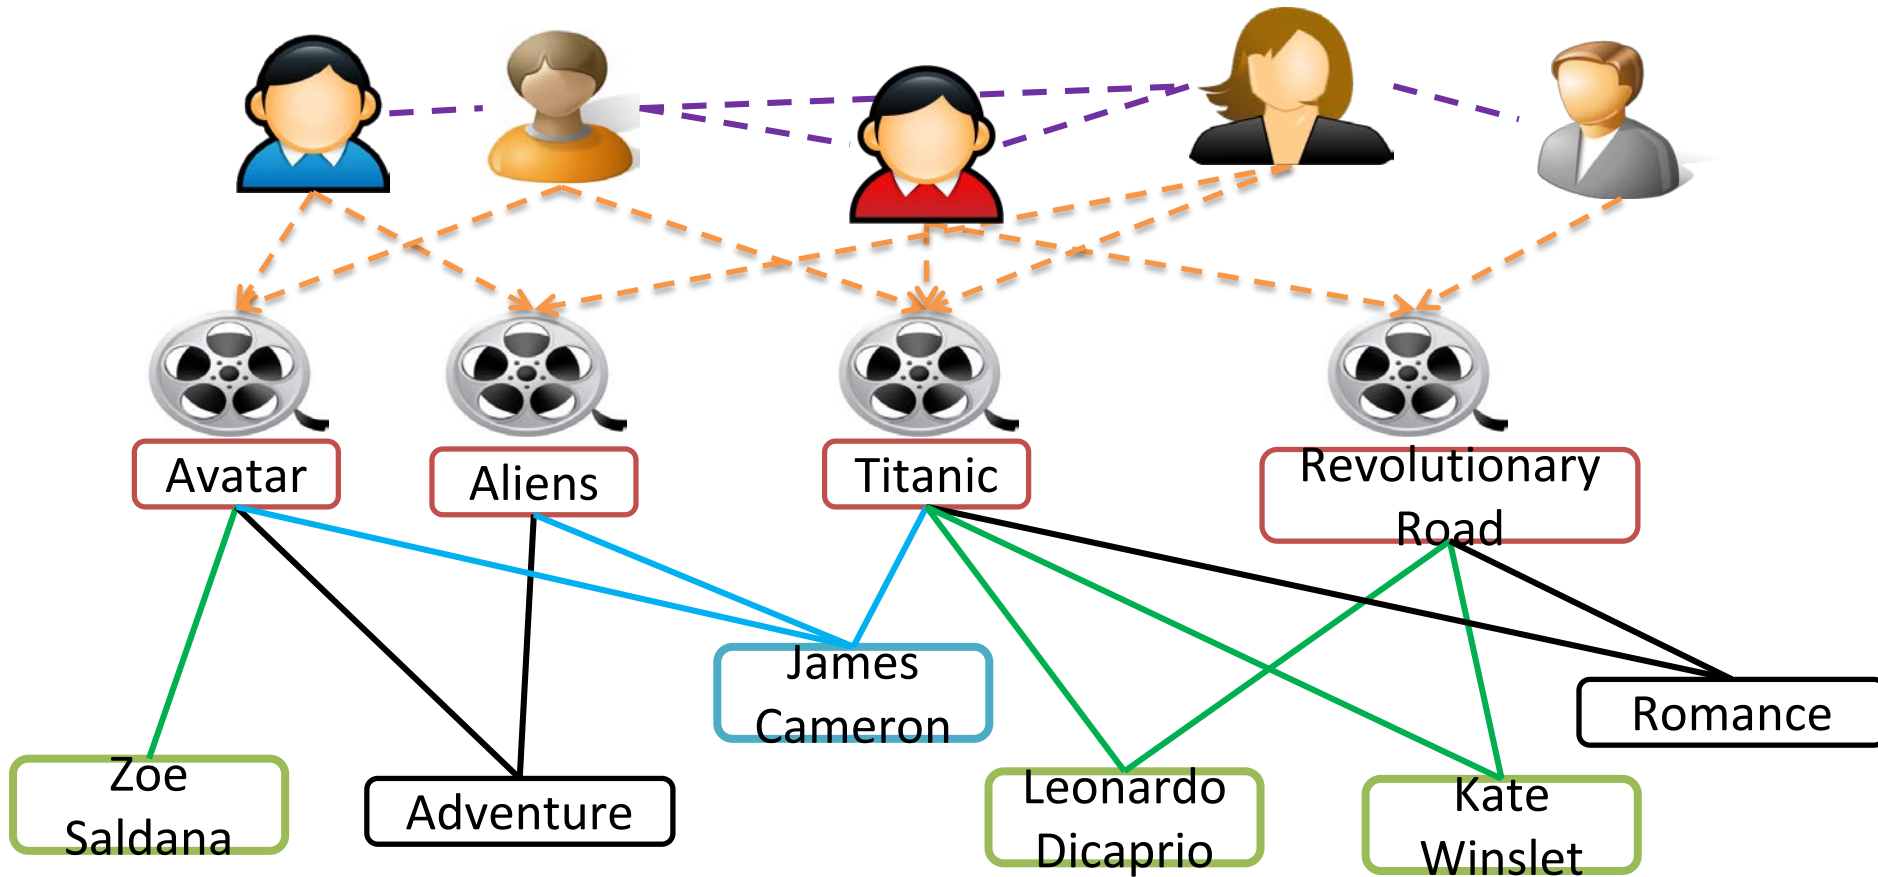 Avatar
Aliens
Titanic
Revolutionary
Road
James
Cameron
Romance
Zoe
Saldana
Adventure
Leonardo
Dicaprio
Kate
Winslet